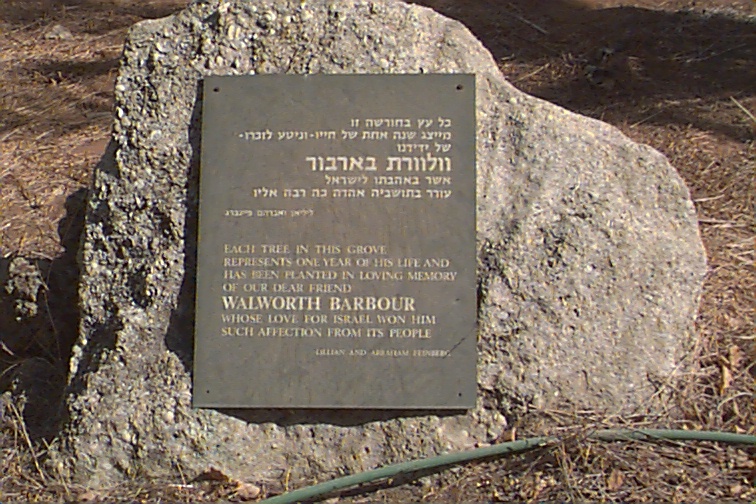 כל עץ בחורשה זו
מייצג שנה אחת של חייו - וניטע לזכרו -
של ידידנו
וולוורת בארבור
אשר באהבתו לישראל
עורר בתושביה אהדה כה רבה אליו
ליליאן ואברהם פיינברג
EACH TREE IN THIS GROVE
REPRESENTS ONE YEAR OF HIS LIFE AND
HAS BEEN PLANTED IN LOVING MEMORY
OF OUR DEAR FRIEND
WALWORTH BARBOUR
WHOSE LOVE FOR ISRAEL WON HIM
SUCH AFFECTION FROM ITS PEOPLE
LILLIAN AND ABRAHAM FEINBERG